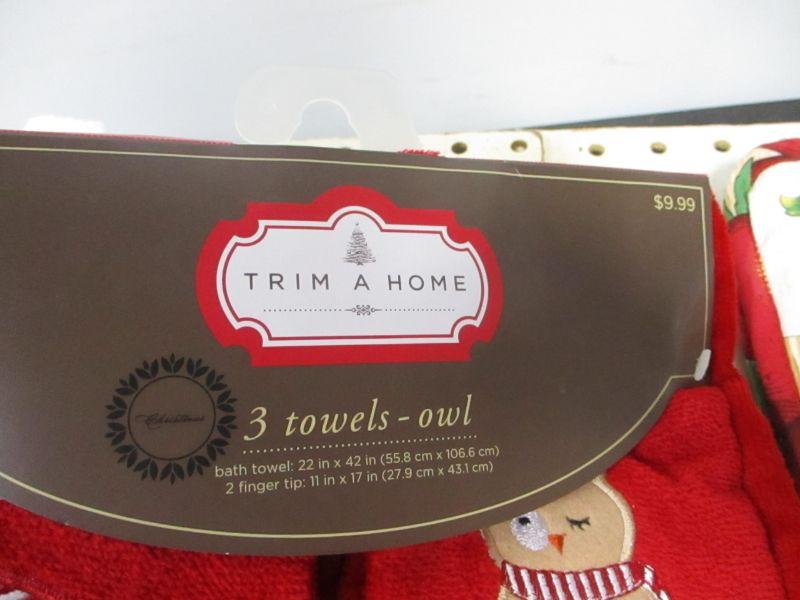 $9.99
TRIM A HOME
Christmas
3 towels - owl
bath towel: 22 in x 42 in (55.8 cm x 106.6 cm)
2 finger tip: 11 in x 17 in (27.9 cm x 43.1 cm)